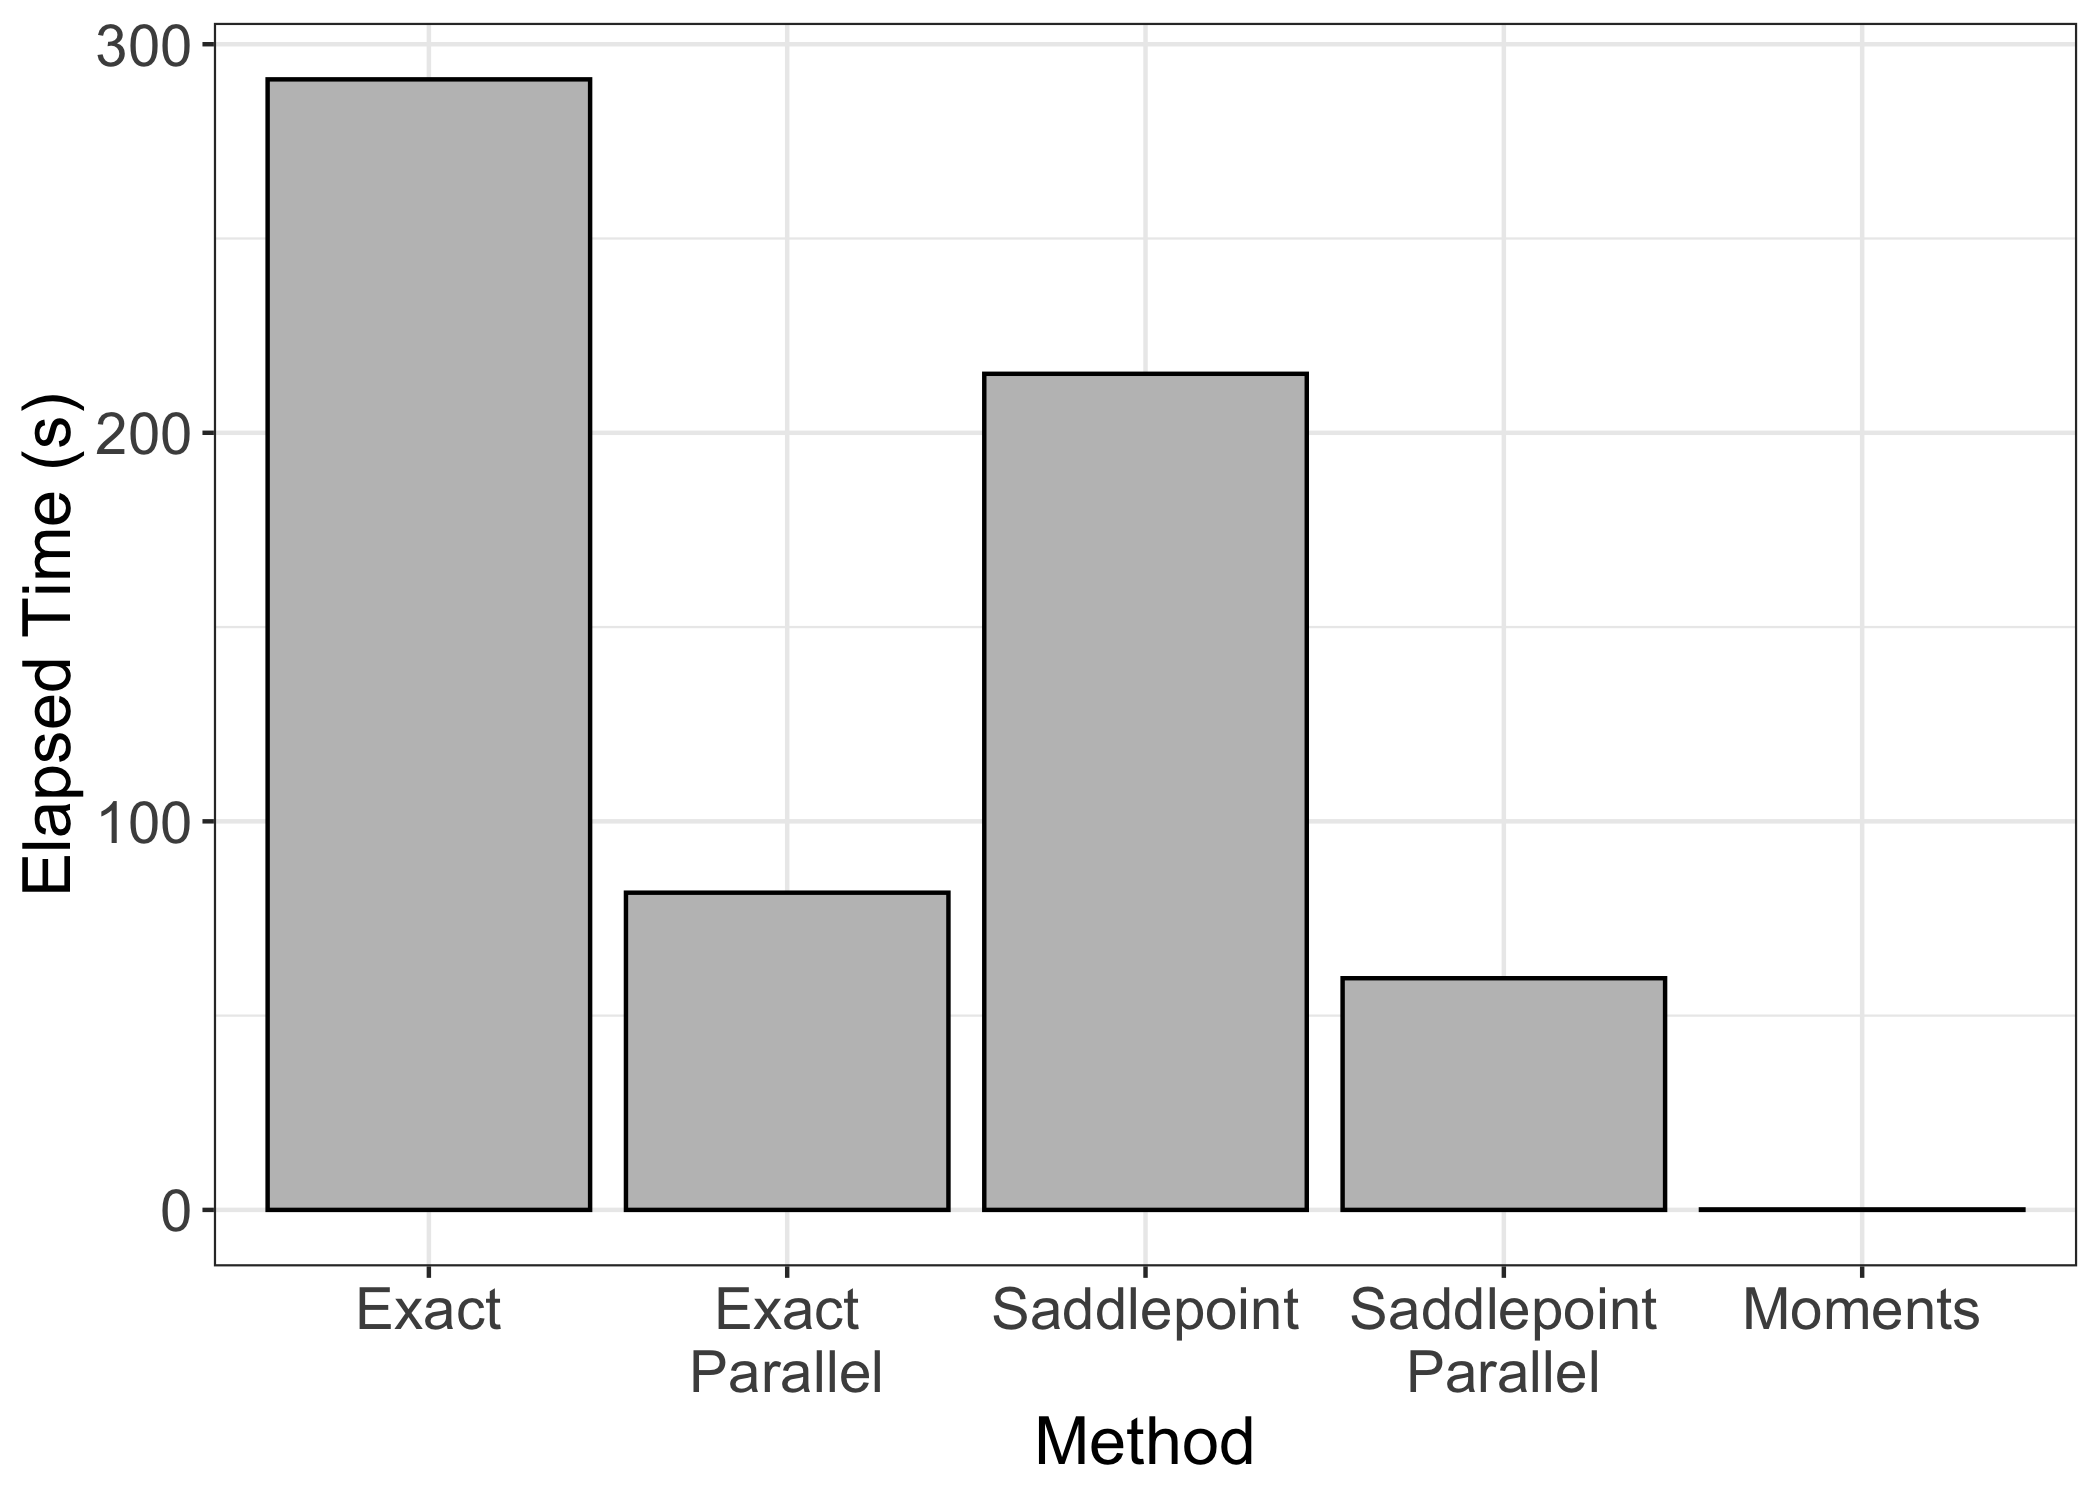 Elapsed Time (s)
300
200
100
0
Exact
Exact
Parallel
Saddlepoint
Saddlepoint
Parallel
Moments
Method